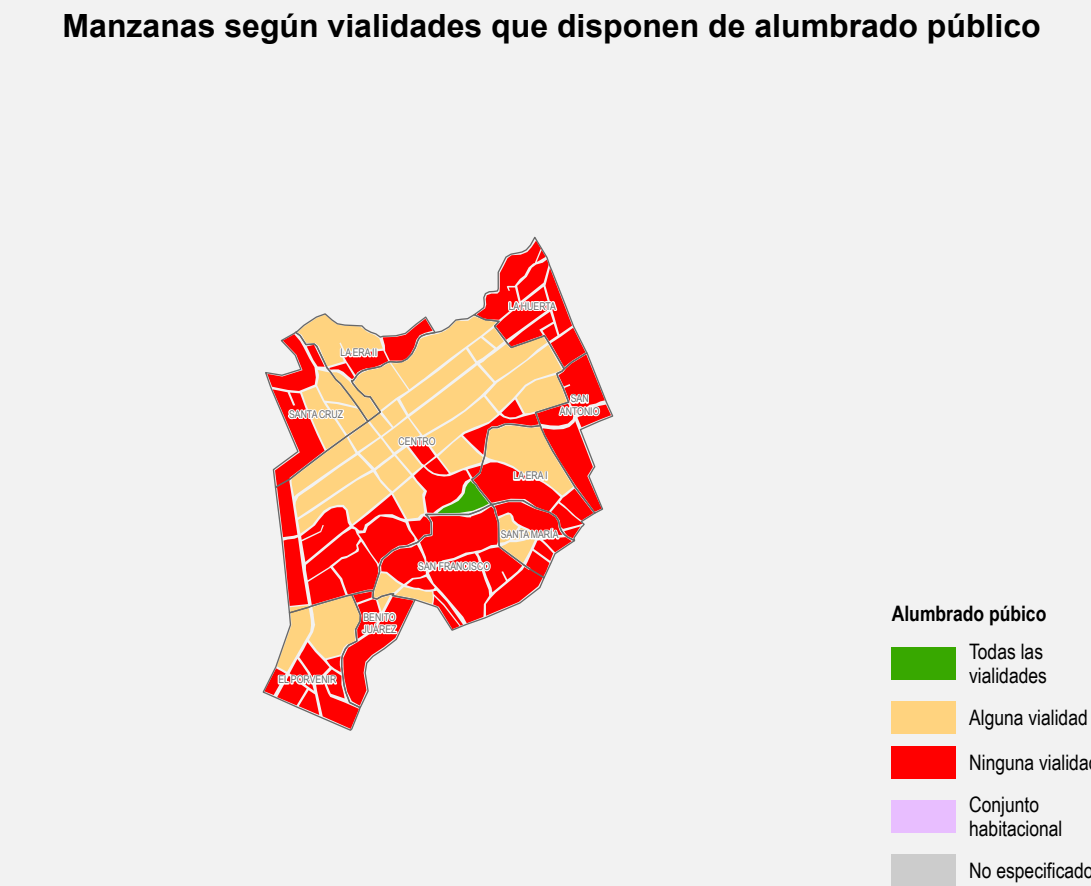 Manzanas según vialidades que disponen de alumbrado público
LA HUERTA
LA ERA II
SAN
ANTONIO
SANTA CRUZ
CENTRO
LA ERA I
SANTA MARÍA
SAN FRANCISCO
BENITO
JUÁREZ
EL PORVENIR
Alumbrado púbico
Todas las
vialidades
Alguna vialidad
Ninguna vialidad
Conjunto
habitacional
No especificado